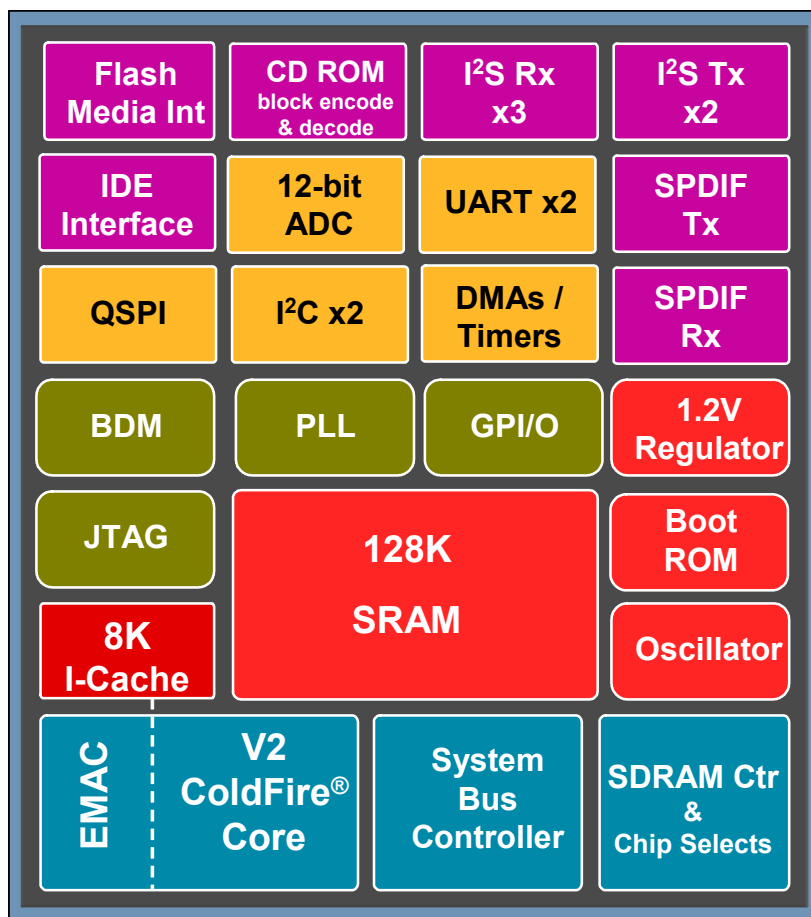 Flash
Media Int
CD ROM
block encode
& decode
I²S Rx
x3
I²S Tx
x2
IDE
Interface
12-bit
ADC
UART x2
SPDIF
Tx
QSPI
I²C x2
DMAs /
Timers
SPDIF
Rx
BDM
PLL
GPI/O
1.2V
Regulator
JTAG
128K
SRAM
Boot
ROM
8K
I-Cache
Oscillator
EMAC
V2
ColdFire®
Core
System
Bus
Controller
SDRAM Ctr
&
Chip Selects